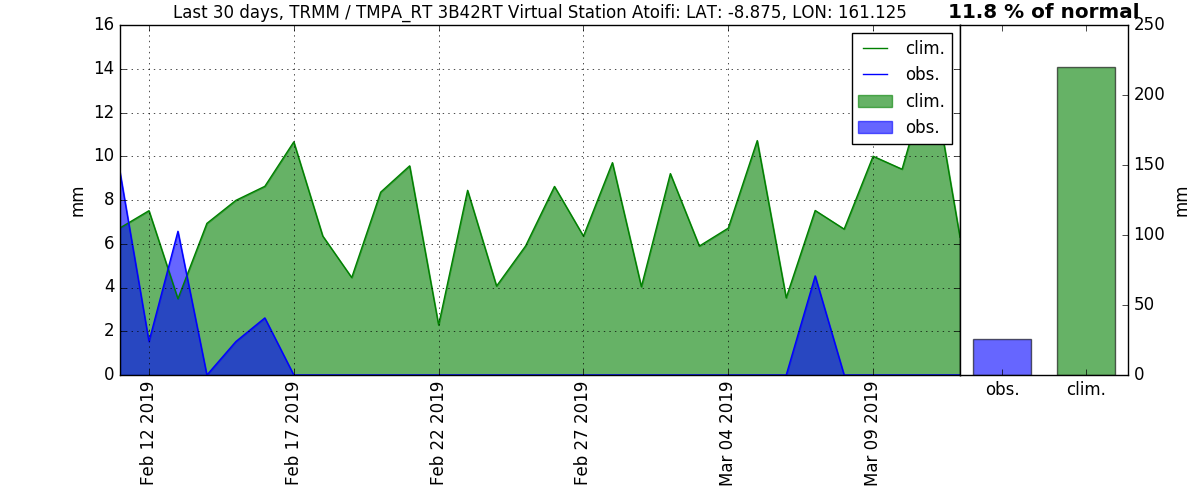 Last 30 days, TRMM / TMPA_RT 3B42RT Virtual Station Atoifi: LAT: -8.875, LON: 161.125
11.8 % of normal
16
14
12
10
8
6
4
2
0
mm
clim.
obs.
clim.
obs.
Feb 12 2019
Feb 17 2019
Feb 22 2019
Feb 27 2019
Mar 04 2019
Mar 09 2019
250
200
150
100
50
0
mm
obs.
clim.